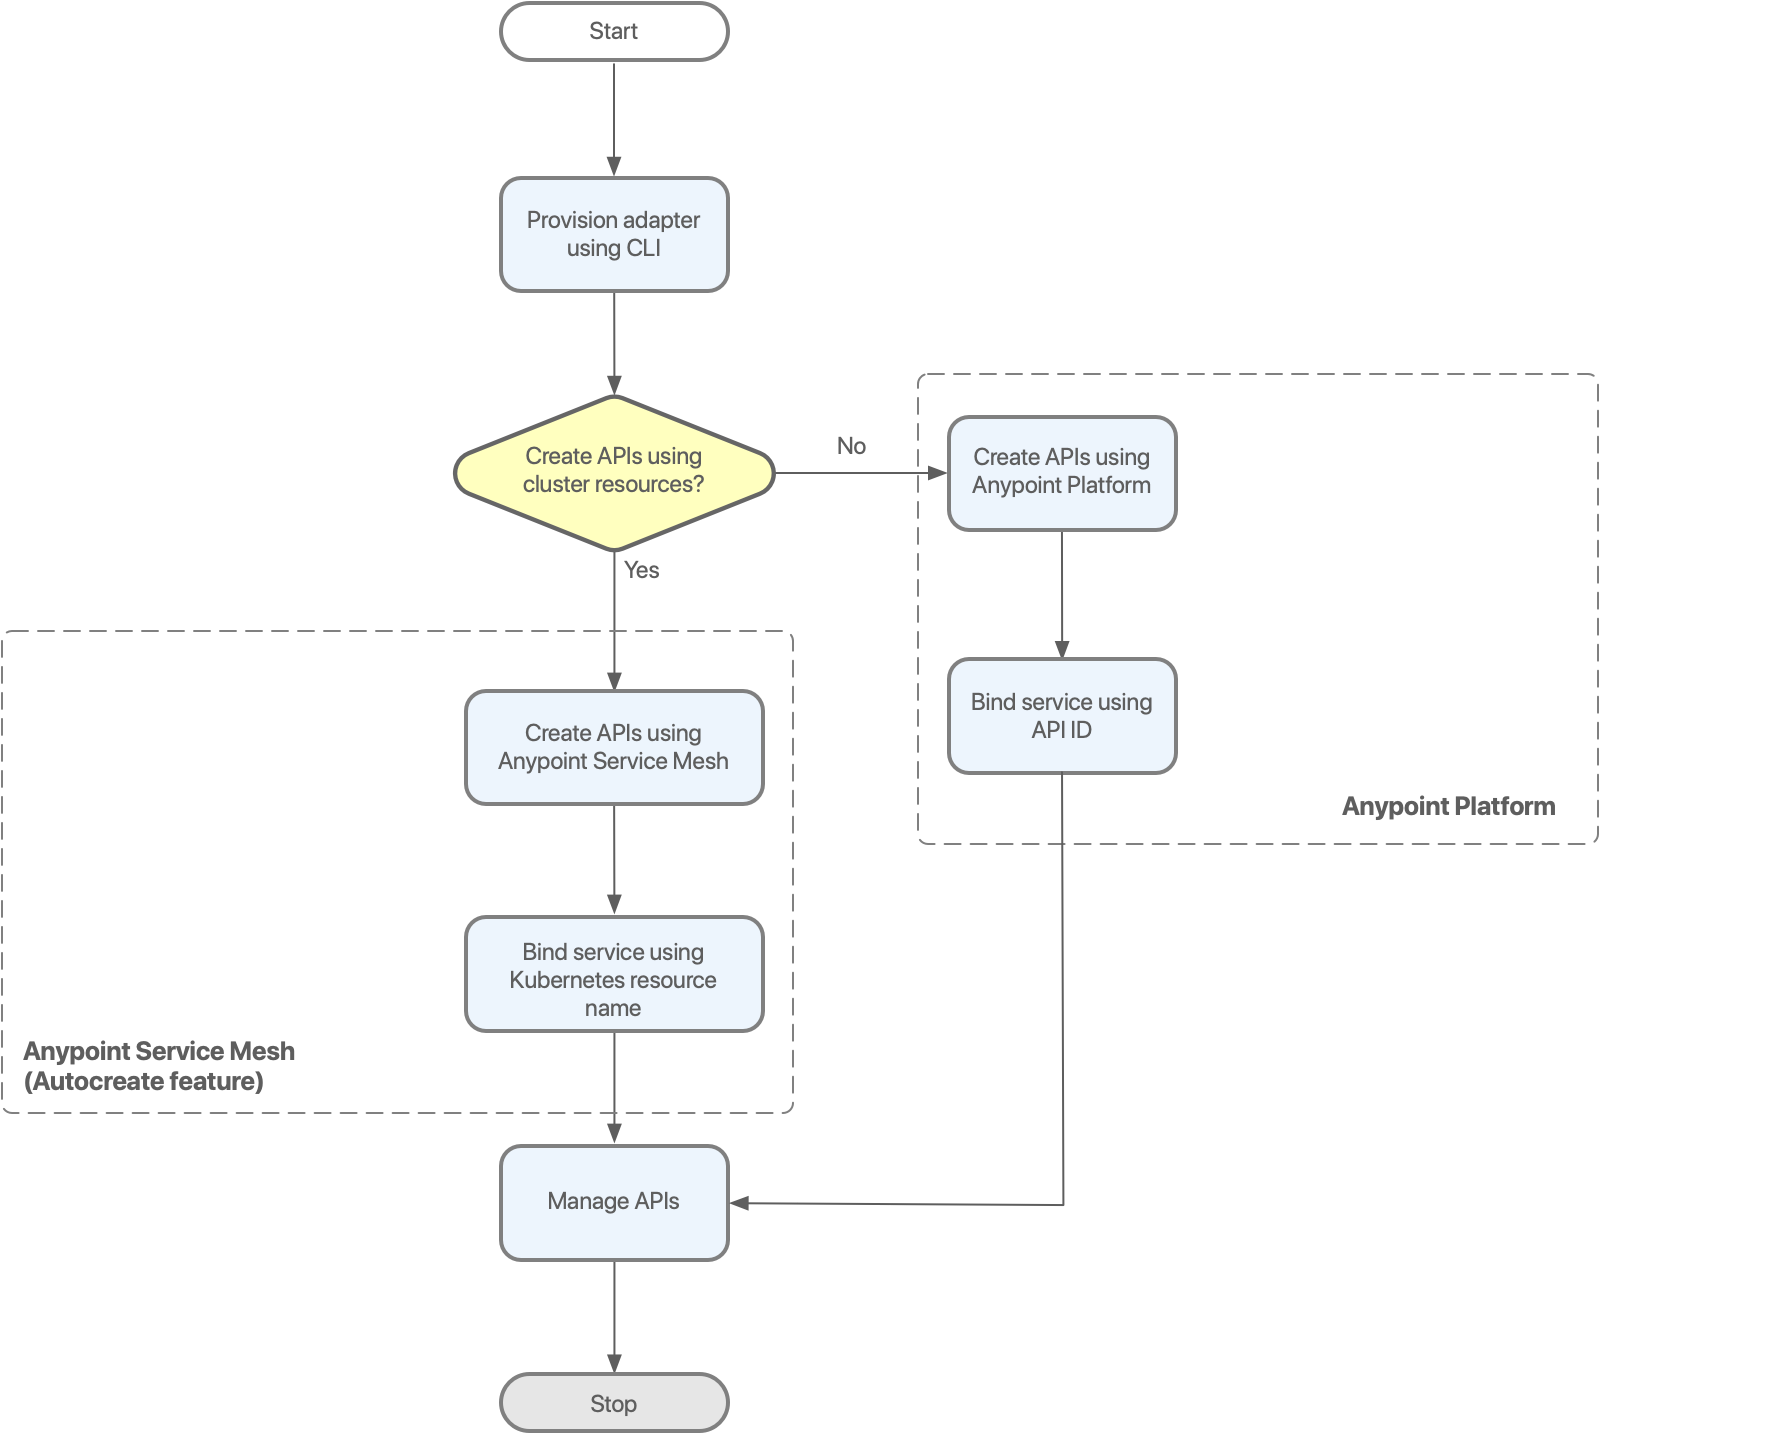 Start
Provision adapter
using CLI
Create APIs using
cluster resources?
No
Yes
Create APIs using
Anypoint Platform
Bind service using
API ID
Anypoint Platform
Create APIs using
Anypoint Service Mesh
Bind service using
Kubernetes resource
name
Anypoint Service Mesh
(Autocreate feature)
Manage APIs
Stop